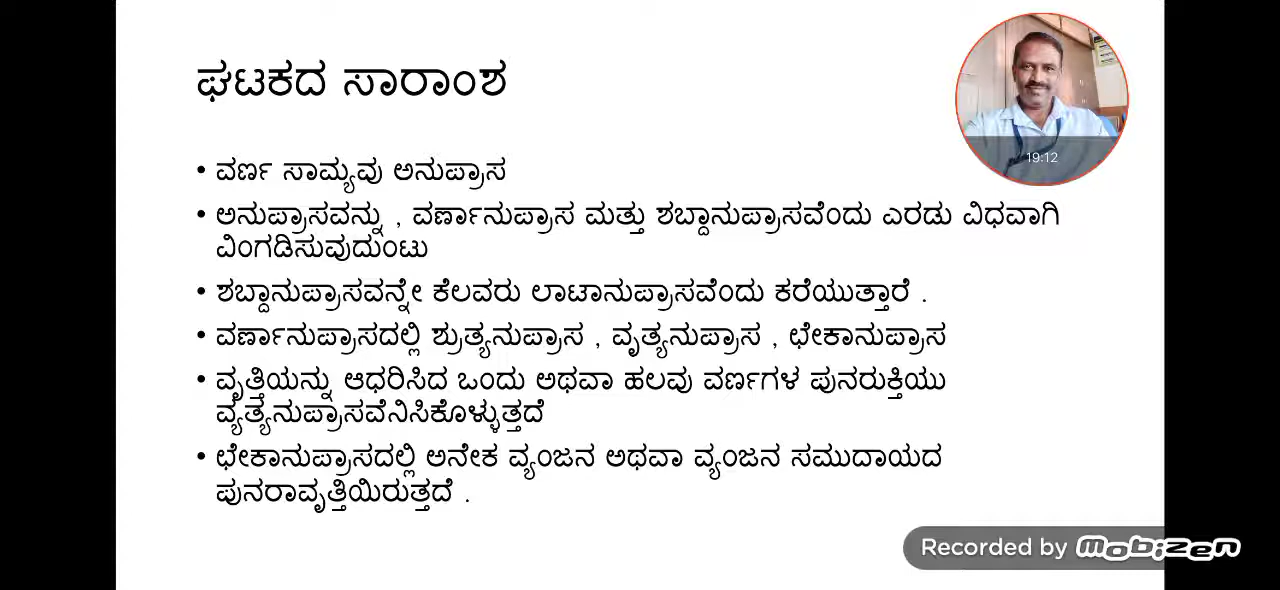 ಘಟಕದ ಸಾರಾಂಶ
19:12
• ವರ್ಣ ಸಾಮ್ಯವು ಅನುಪ್ರಾಸ
• ಅನುಪ್ರಾಸವನ್ನು , ವರ್ಣಾನುಪ್ರಾಸ ಮತ್ತು ಶಬ್ದಾನುಪ್ರಾಸವೆಂದು ಎರಡು ವಿಧವಾಗಿ
ವಿಂಗಡಿಸುವುದುಂಟು
• ಶಬ್ದಾನುಪ್ರಾಸವನ್ನೇ ಕೆಲವರು ಲಾಟಾನುಪ್ರಾಸವೆಂದು ಕರೆಯುತ್ತಾರೆ .
• ವರ್ಣಾನುಪ್ರಾಸದಲ್ಲಿ ಶ್ರುತ್ಯನುಪ್ರಾಸ , ವೃತ್ಯನುಪ್ರಾಸ , ಛೇಕಾನುಪ್ರಾಸ
• ವೃತ್ತಿಯನ್ನು ಆಧರಿಸಿದ ಒಂದು ಅಥವಾ ಹಲವು ವರ್ಣಗಳ ಪುನರುಕ್ತಿಯು
ವ್ಯತ್ಯನುಪ್ರಾಸವೆನಿಸಿಕೊಳ್ಳುತ್ತದೆ
• ಛೇಕಾನುಪ್ರಾಸದಲ್ಲಿ ಅನೇಕ ವ್ಯಂಜನ ಅಥವಾ ವ್ಯಂಜನ ಸಮುದಾಯದ
ಪುನರಾವೃತ್ತಿಯಿರುತ್ತದೆ .
Recorded by Mobizen